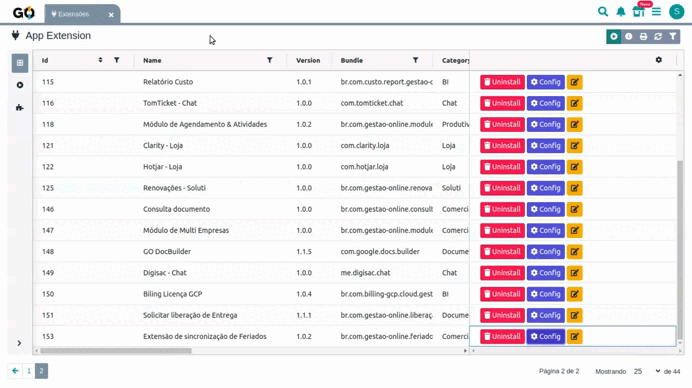 GO Extensões × Novo S
App Extension
Id Name Version Bundle Category
115 Relatório Custo 1.0.1 br.com.custo.report.gestao-o BI Uninstall Config
116 TomTicket - Chat 1.0.0 com.tomticket.chat Chat Uninstall Config
118 Módulo de Agendamento & Atividades 1.0.2 br.com.gestao-online.module Produtiv Uninstall Config
121 Clarity - Loja 1.0.0 com.clarity.loja Loja Uninstall Config
122 Hotjar - Loja 1.0.0 com.hotjar.loja Loja Uninstall Config
125 Renovações - Soluti 1.0.0 br.com.gestao-online.renova Soluti Uninstall Config
146 Consulta documento 1.0.0 br.com.gestao-online.consult Comerci Uninstall Config
147 Módulo de Multi Empresas 1.0.0 br.com.gestao-online.module Comerci Uninstall Config
148 GO DocBuilder 1.1.5 com.google.docs.builder Docume Uninstall Config
149 Digisac - Chat 1.0.0 me.digisac.chat Chat Uninstall Config
150 Biling Licença GCP 1.0.4 br.com.billing-gcp.cloud.gest BI Uninstall Config
151 Solicitar liberação de Entrega 1.1.1 br.com.gestao-online.liberaç Docume Uninstall Config
153 Extensão de sincronização de Feriados 1.0.2 br.com.gestao-online.feriado Comerci Uninstall Config
1 2 Página 2 de 2 Mostrando 25 de 44